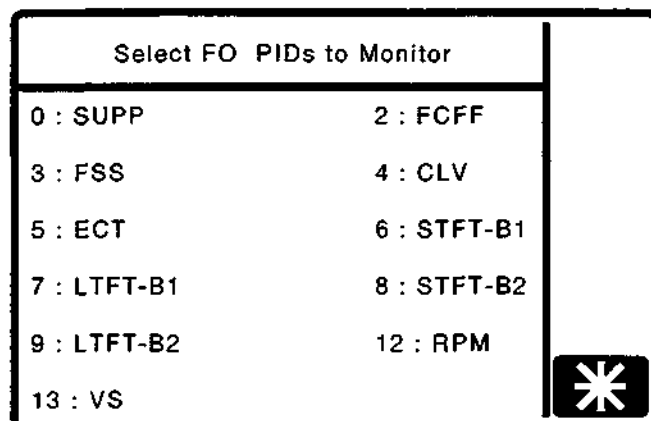 Select FO PIDs to Monitor
0 : SUPP 2 : FCFF
3 : FSS 4 : CLV
5 : ECT 6 : STFT-B1
7 : LTFT-B1 8 : STFT-B2
9 : LTFT-B2 12 : RPM
13 : VS